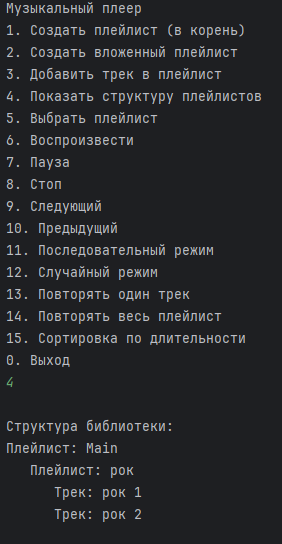 Музыкальный плеер
1. Создать плейлист (в корень)
2. Создать вложенный плейлист
3. Добавить трек в плейлист
4. Показать структуру плейлистов
5. Выбрать плейлист
6. Воспроизвести
7. Пауза
8. Стоп
9. Следующий
10. Предыдущий
11. Последовательный режим
12. Случайный режим
13. Повторять один трек
14. Повторять весь плейлист
15. Сортировка по длительности
0. Выход
4
Структура библиотеки:
Плейлист: Main
Плейлист: рок
Трек: рок 1
Трек: рок 2